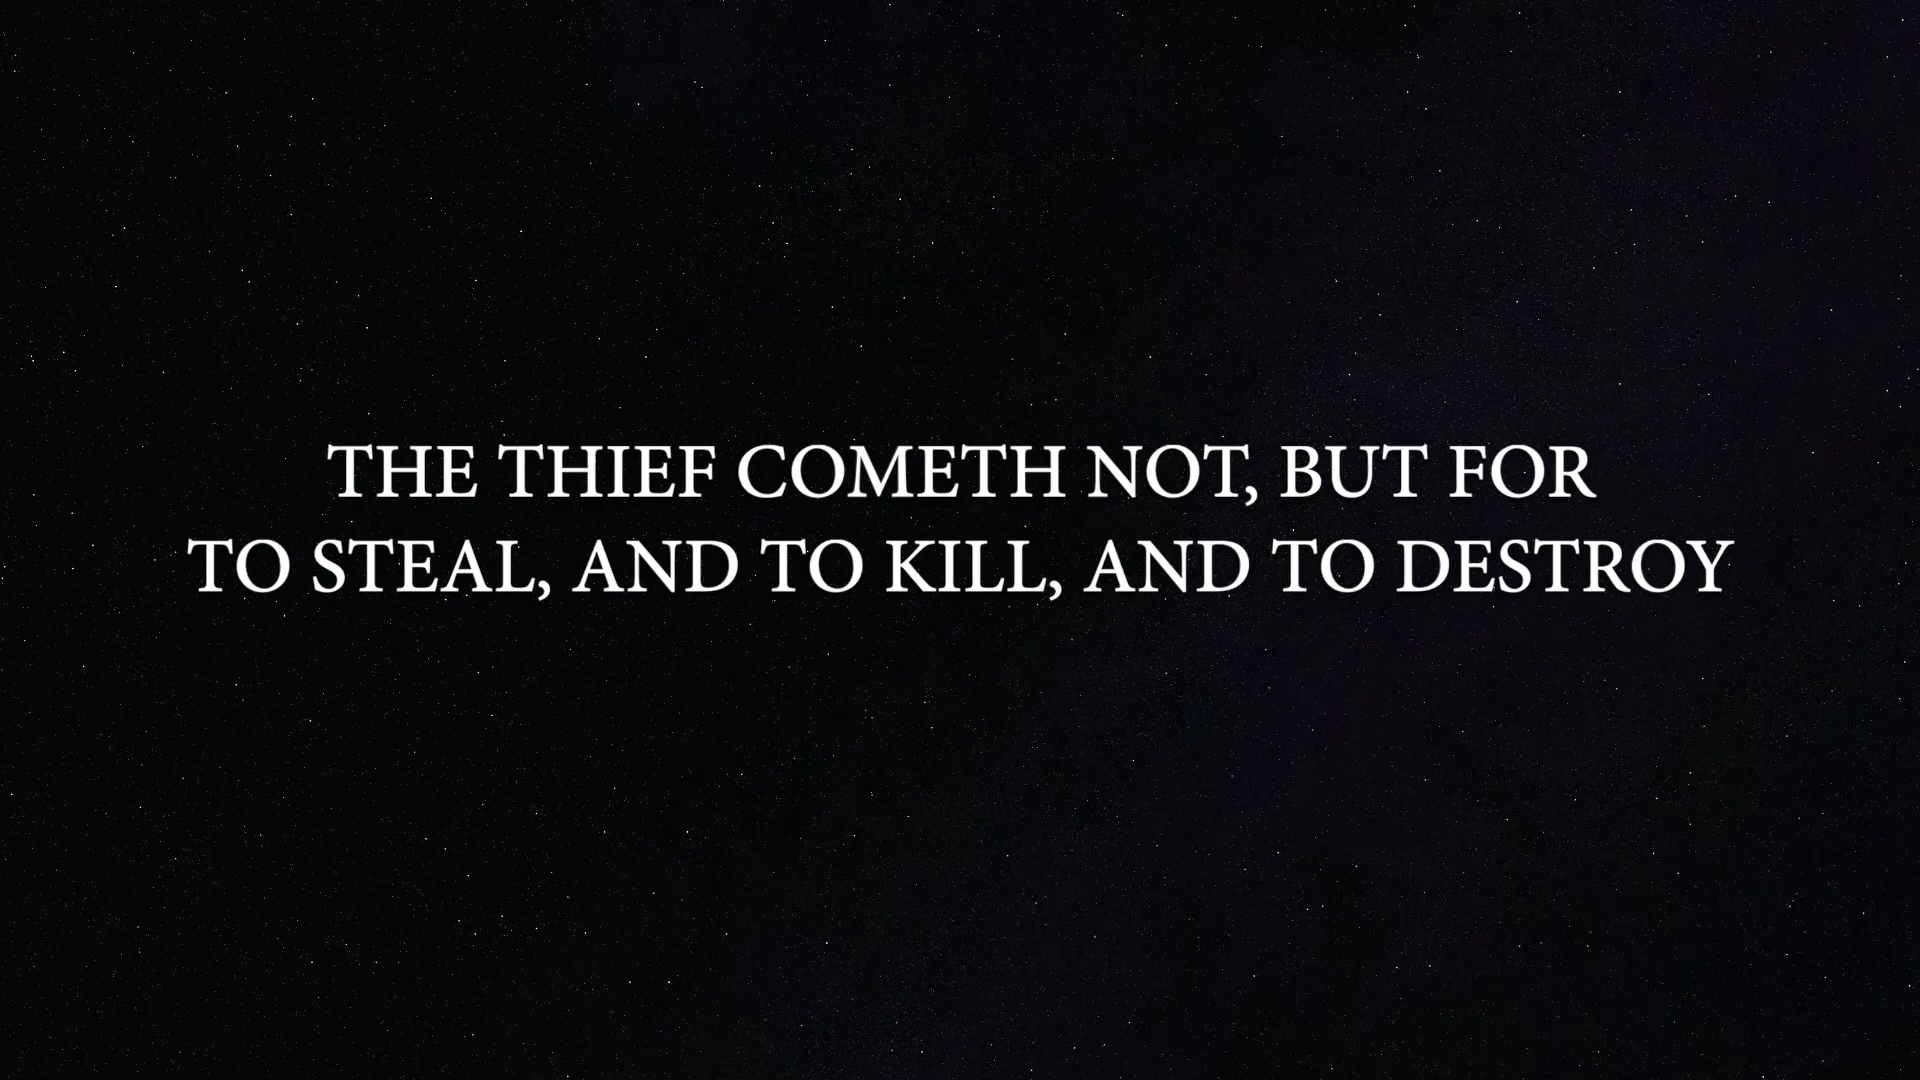 THE THIEF COMETH NOT, BUT FOR
TO STEAL, AND TO KILL, AND TO DESTROY